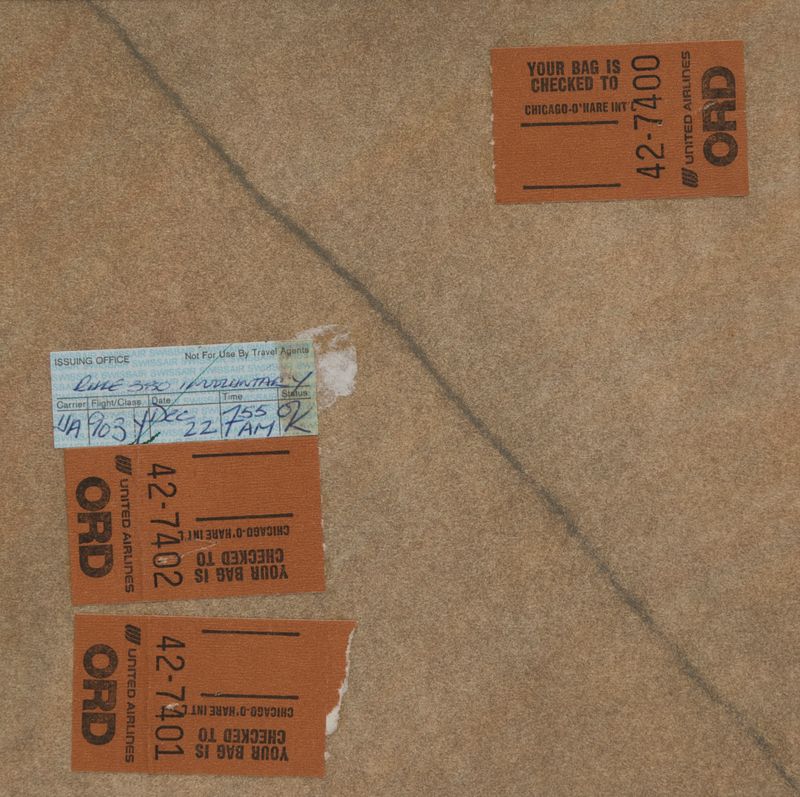 YOUR BAG IS
CHECKED TO
CHICAGO-O'HARE INT'
42-7400
UNITED AIRLINES
ORD
ISSUING OFFICE Not For Use By Travel Agents
RULE 380 INVOLUNTARY
Carrier Flight/Class Date Time Status
UA 903 Y DEC 22 755 AM OK
ORD
UNITED AIRLINES
42-7402
CHICAGO-O'HARE INT'L
YOUR BAG IS
CHECKED TO
ORD
UNITED AIRLINES
42-7401
CHICAGO-O'HARE INT'L
YOUR BAG IS
CHECKED TO